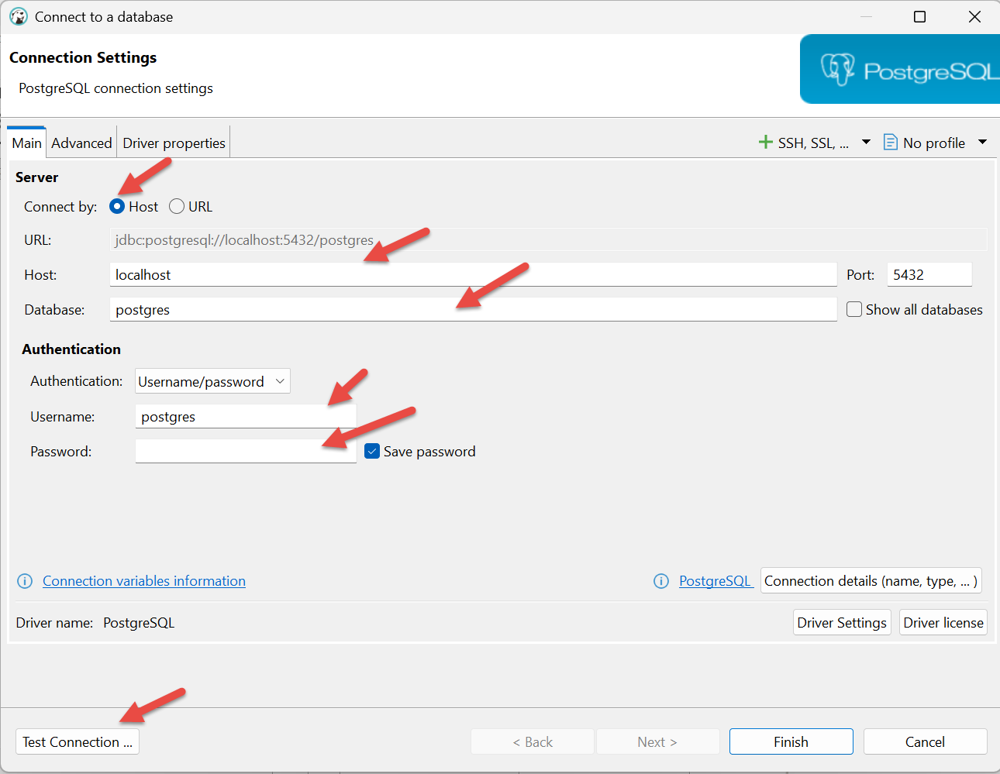 Connect to a database
Connection Settings
PostgreSQL connection settings
PostgreSQL
Main Advanced Driver properties SSH, SSL, ... No profile
Server
Connect by: Host URL
URL: jdbc:postgresql://localhost:5432/postgres
Host: localhost Port: 5432
Database: postgres Show all databases
Authentication
Authentication: Username/password
Username: postgres
Password: Save password
Connection variables information PostgreSQL Connection details (name, type, ... )
Driver name: PostgreSQL Driver Settings Driver license
Test Connection ... < Back Next > Finish Cancel